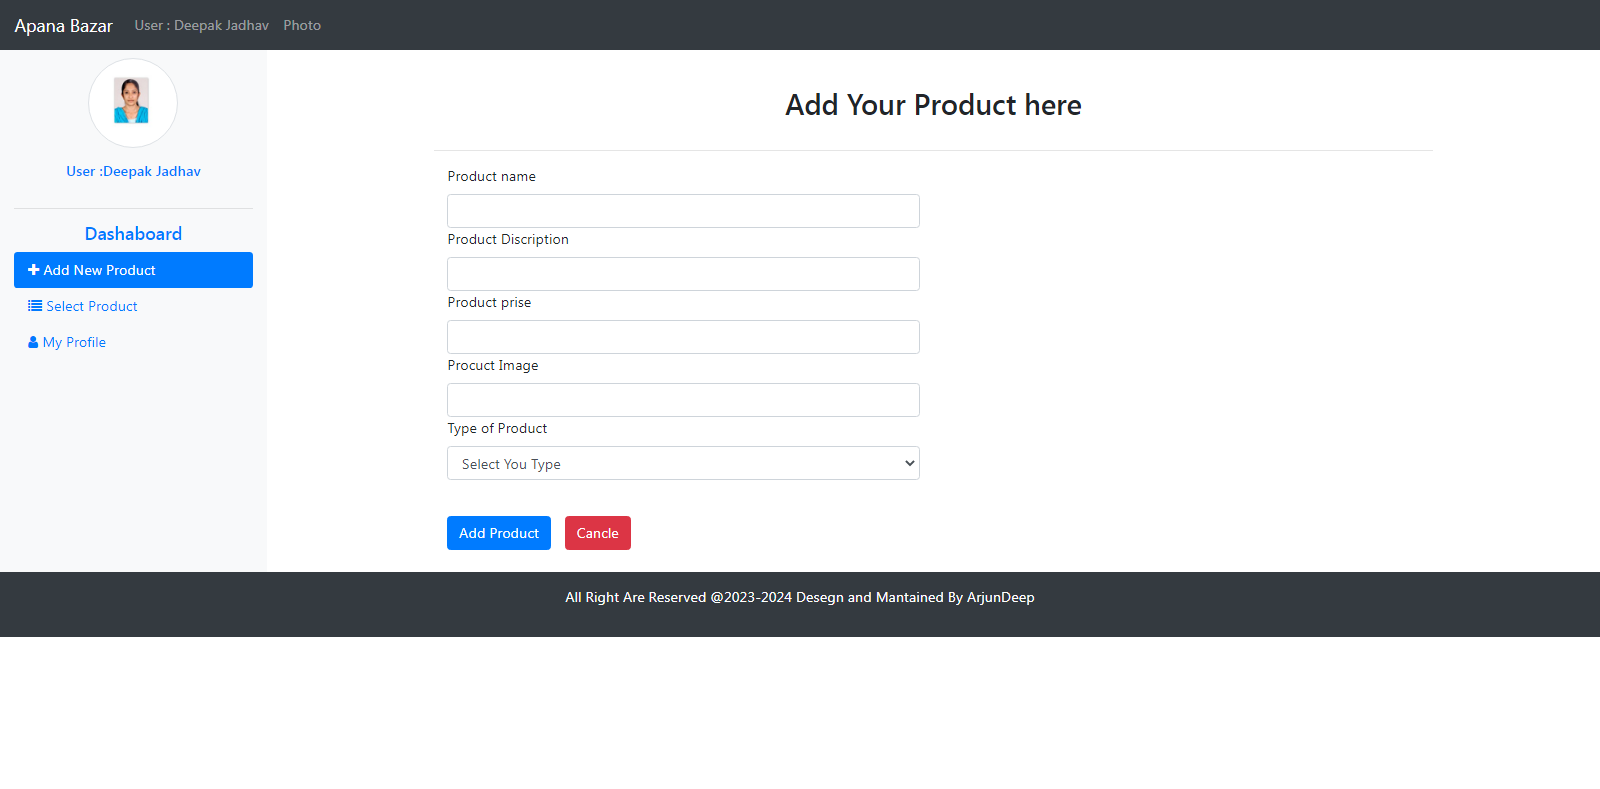 Apana Bazar User : Deepak Jadhav Photo
User :Deepak Jadhav
Dashaboard
Add New Product
Select Product
My Profile
Add Your Product here
Product name
Product Discription
Product prise
Procuct Image
Type of Product
Select You Type
Add Product Cancle
All Right Are Reserved @2023-2024 Desegn and Mantained By ArjunDeep